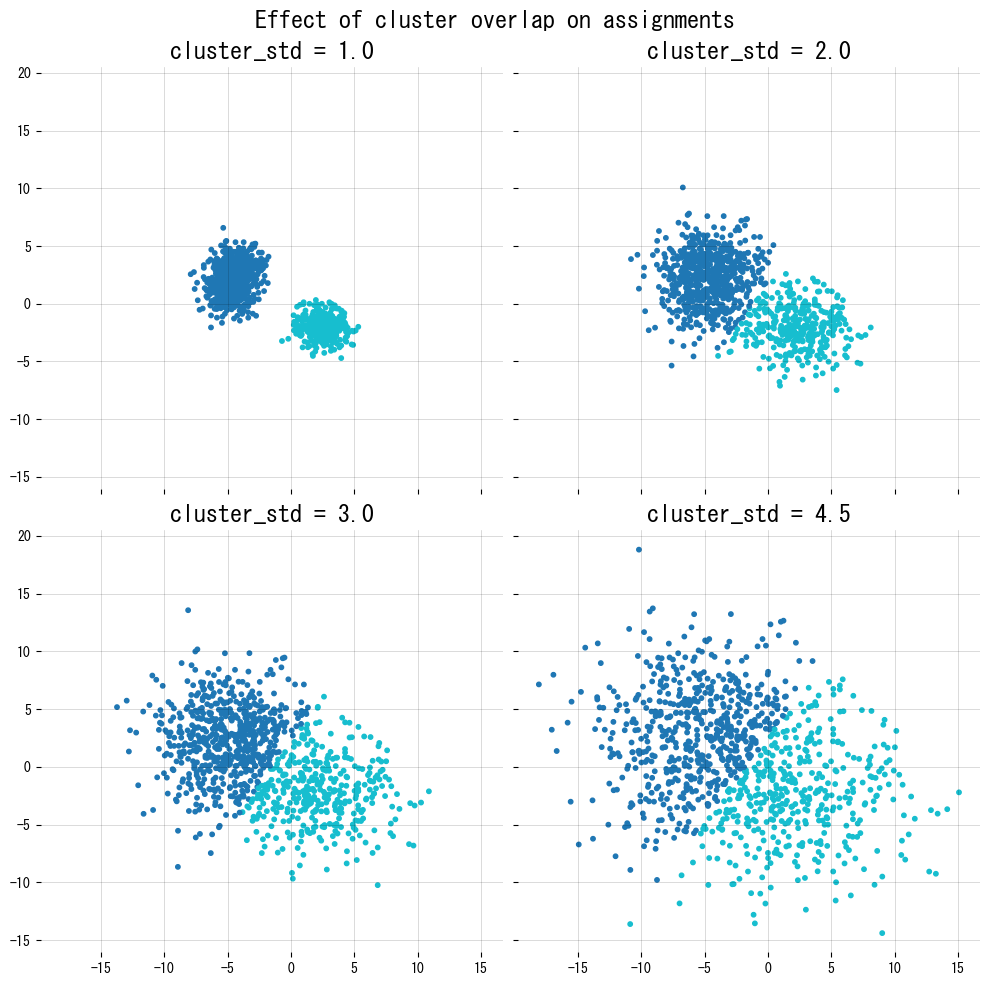 Effect of cluster overlap on assignments
cluster_std = 1.0
cluster_std = 2.0
20
15
10
5
0
−5
−10
−15
cluster_std = 3.0
cluster_std = 4.5
20
15
10
5
0
−5
−10
−15
−15 −10 −5 0 5 10 15
−15 −10 −5 0 5 10 15